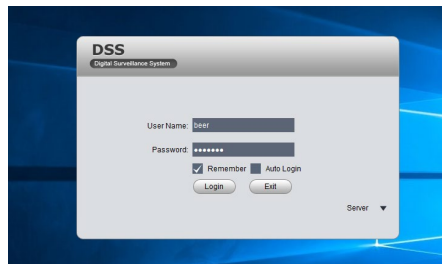 DSS
Digital Surveillance System
User Name: beer
Password: •••••••
Remember Auto Login
Login Exit
Server